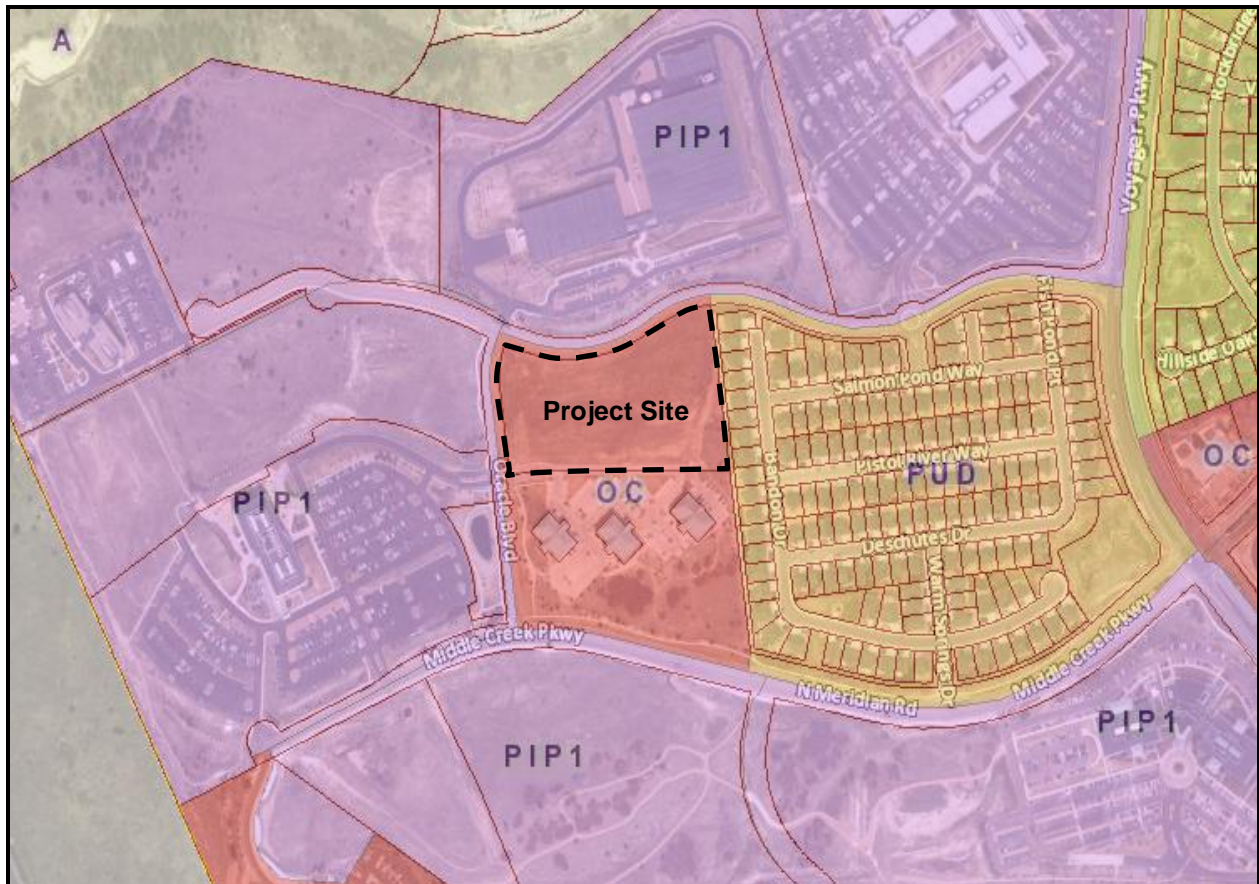 A
PIP1
Voyager Pkwy
Rockbridge
Salmon Pond Way
Hillside Oak
Project Site
Pistol River Way
PUD
OC
OC
PIP1
Oracle Blvd
Bandon Dr
Deschutes Dr
Warm Springs Dr
Middle Creek Pkwy
Middle Creek Pkwy
N Meridian Rd
PIP1
PIP1